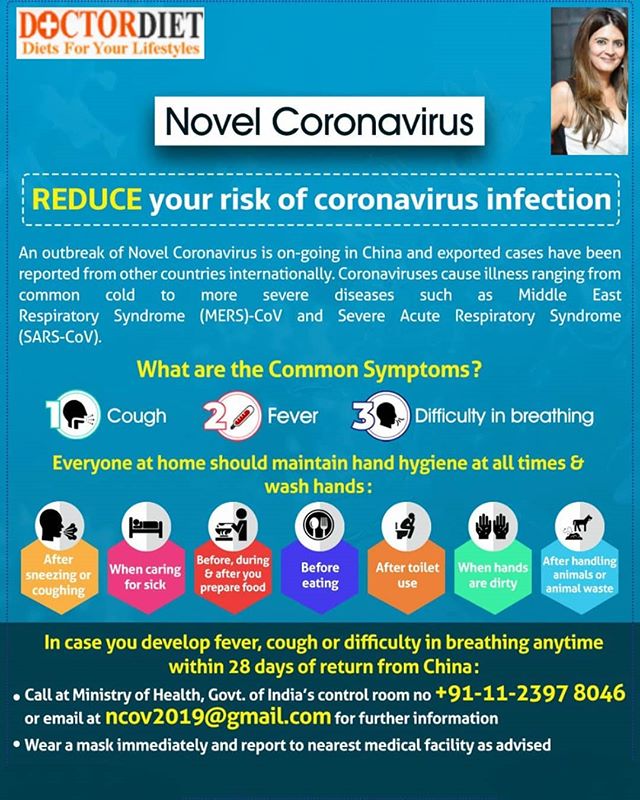 DOCTORDIET
Diets For Your Lifestyles
Novel Coronavirus
REDUCE your risk of coronavirus infection
An outbreak of Novel Coronavirus is on-going in China and exported cases have been
reported from other countries internationally. Coronaviruses cause illness ranging from
common cold to more severe diseases such as Middle East
Respiratory Syndrome (MERS)-CoV and Severe Acute Respiratory Syndrome
(SARS-CoV).
What are the Common Symptoms?
1 Cough
2 Fever
3 Difficulty in breathing
Everyone at home should maintain hand hygiene at all times &
wash hands:
After
sneezing or
coughing
When caring
for sick
Before, during
& after you
prepare food
Before
eating
After toilet
use
When hands
are dirty
After handling
animals or
animal waste
In case you develop fever, cough or difficulty in breathing anytime
within 28 days of return from China:
• Call at Ministry of Health, Govt. of India's control room no +91-11-2397 8046
or email at ncov2019@gmail.com for further information
• Wear a mask immediately and report to nearest medical facility as advised